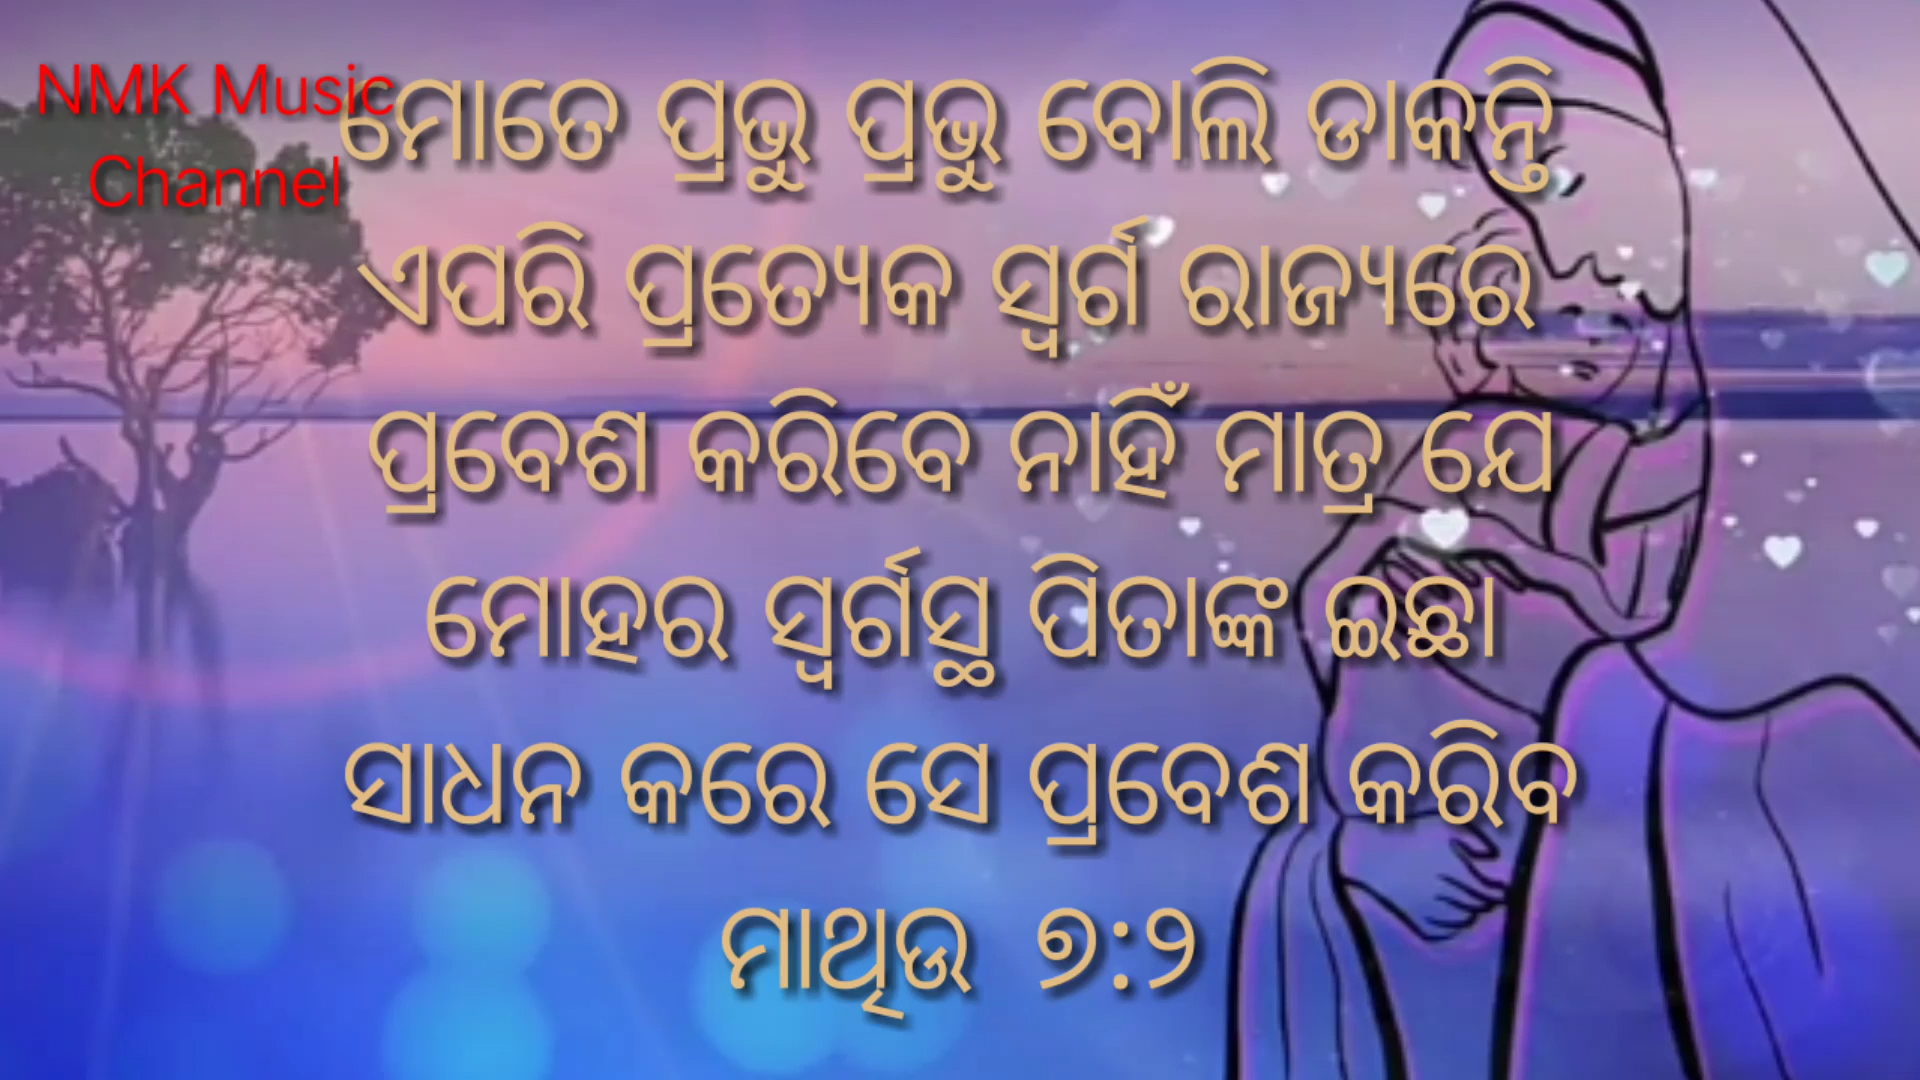 NMK Music
Channel
ମୋତେ ପ୍ରଭୁ ପ୍ରଭୁ ବୋଲି ଡାକନ୍ତି
ଏପରି ପ୍ରତ୍ୟେକ ସ୍ୱର୍ଗ ରାଜ୍ୟରେ
ପ୍ରବେଶ କରିବେ ନାହିଁ ମାତ୍ର ଯେ
ମୋହର ସ୍ୱର୍ଗସ୍ଥ ପିତାଙ୍କ ଇଛା
ସାଧନ କରେ ସେ ପ୍ରବେଶ କରିବ
ମାଥିଉ ୭:୨